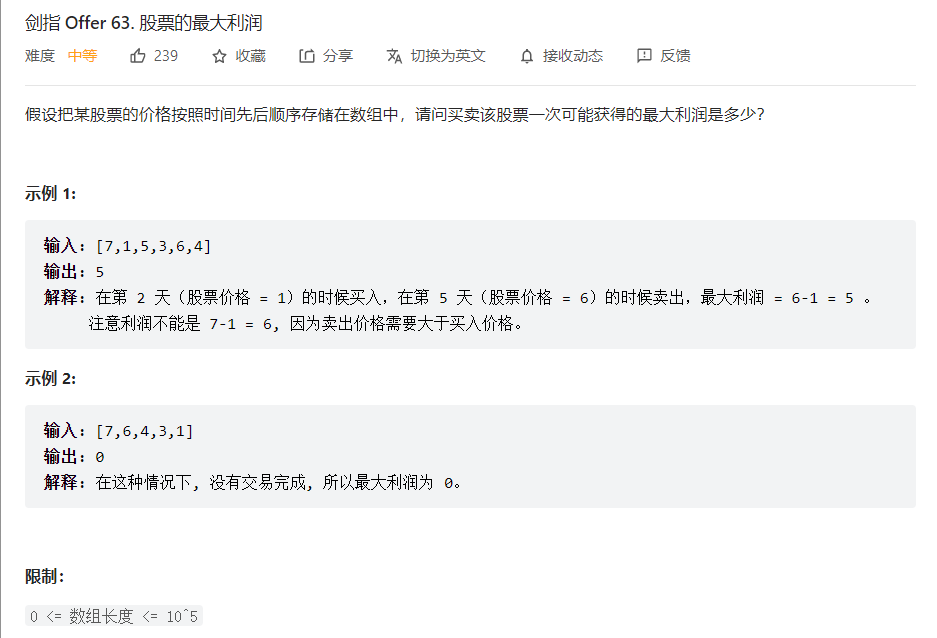 剑指 Offer 63. 股票的最大利润
难度 中等 239 收藏 分享 切换为英文 接收动态 反馈
假设把某股票的价格按照时间先后顺序存储在数组中，请问买卖该股票一次可能获得的最大利润是多少？
示例 1:
输入: [7,1,5,3,6,4]
输出: 5
解释: 在第 2 天（股票价格 = 1）的时候买入，在第 5 天（股票价格 = 6）的时候卖出，最大利润 = 6-1 = 5 。
注意利润不能是 7-1 = 6, 因为卖出价格需要大于买入价格。
示例 2:
输入: [7,6,4,3,1]
输出: 0
解释: 在这种情况下, 没有交易完成, 所以最大利润为 0。
限制：
0 <= 数组长度 <= 10^5